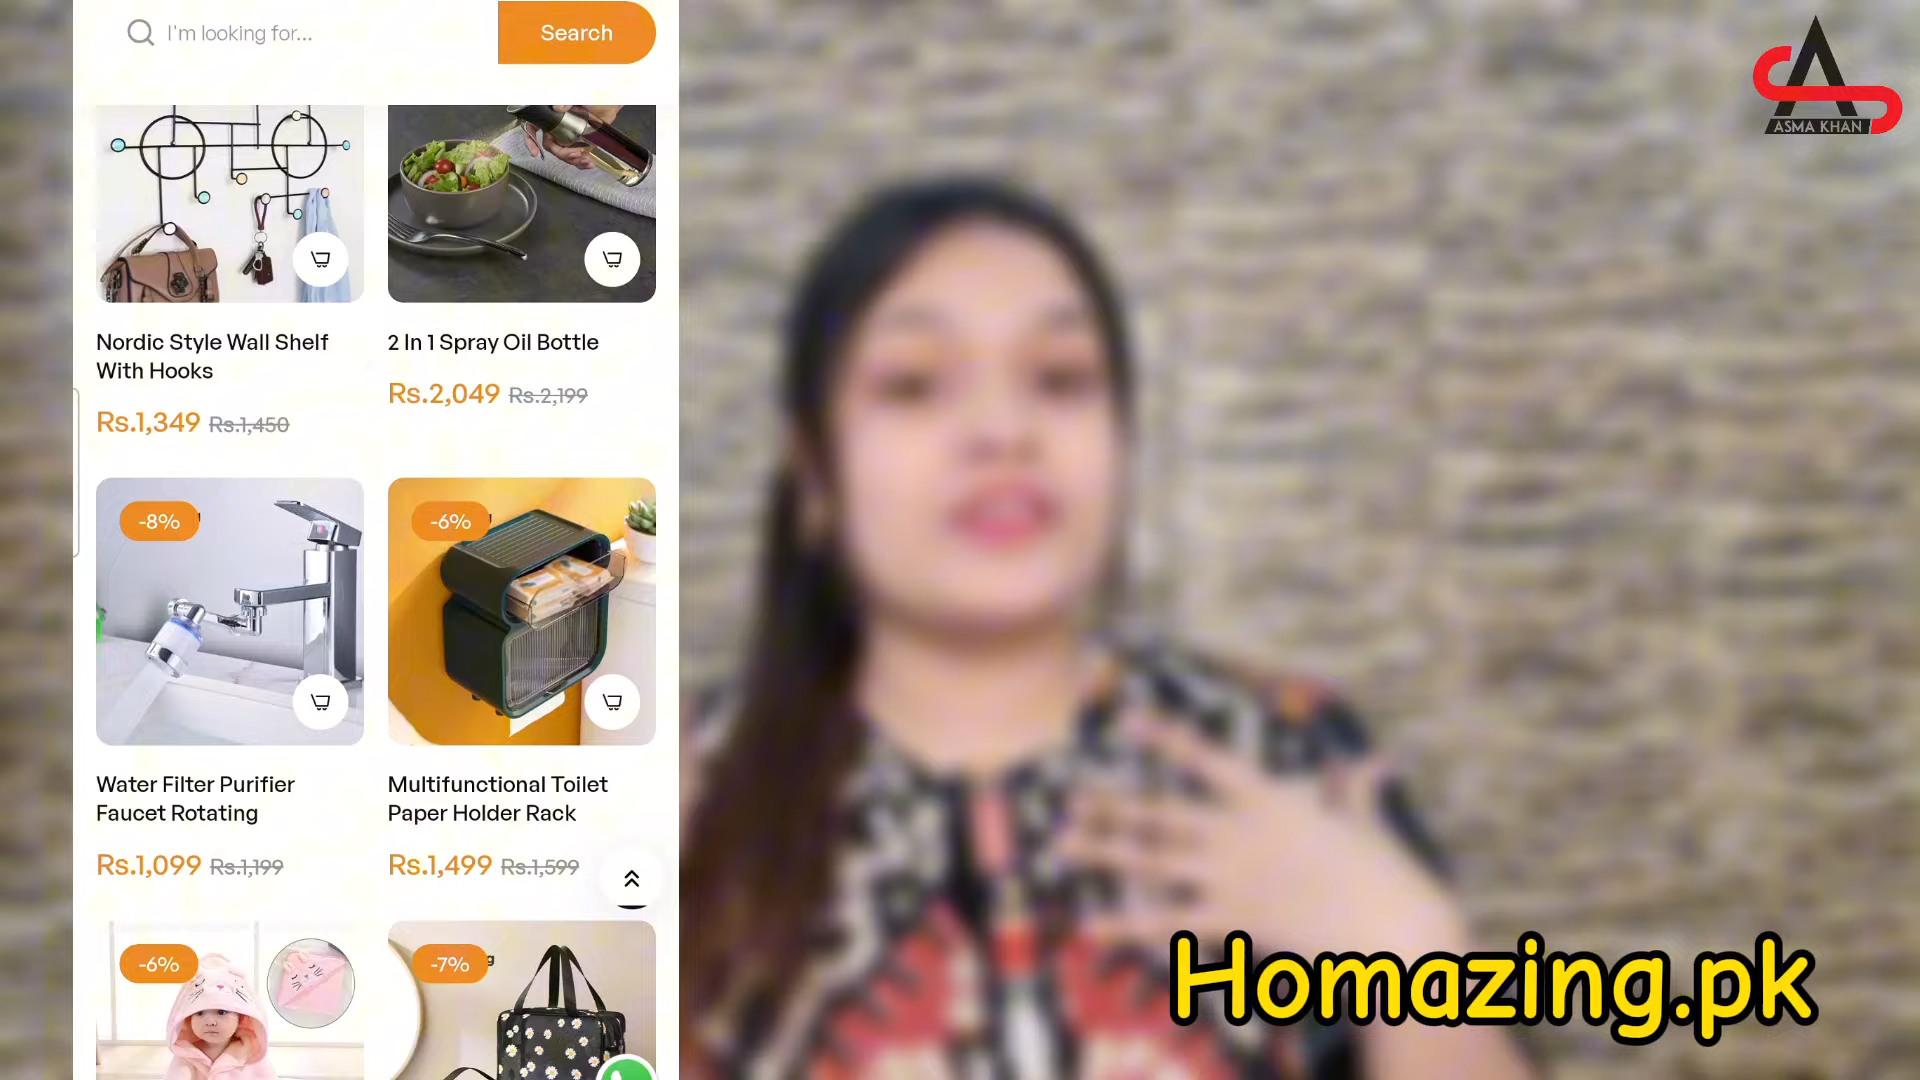 I'm looking for...
Search
ASMA KHAN
Nordic Style Wall Shelf
With Hooks
Rs.1,349 Rs.1,450
2 In 1 Spray Oil Bottle
Rs.2,049 Rs.2,199
-8%
-6%
Water Filter Purifier
Faucet Rotating
Rs.1,099 Rs.1,199
Multifunctional Toilet
Paper Holder Rack
Rs.1,499 Rs.1,599
-6%
-7%
Homazing.pk